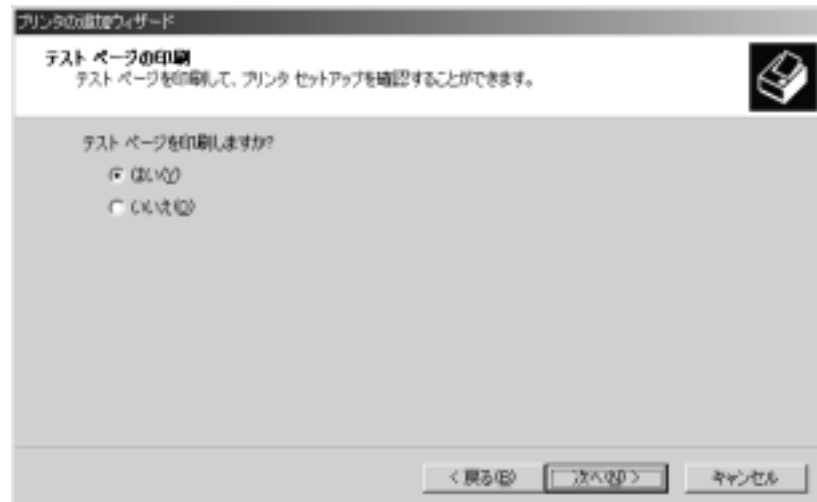 プリンタの追加ウィザード
テスト ページの印刷
テスト ページを印刷して、プリンタ セットアップを確認することができます。
テスト ページを印刷しますか?
はい(Y)
いいえ(O)
< 戻る(B)
次へ(N) >
キャンセル